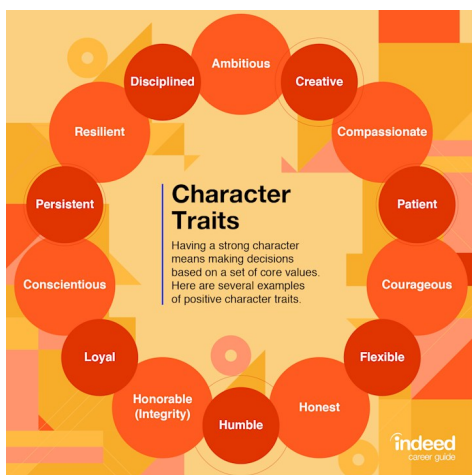 Ambitious
Creative
Compassionate
Patient
Courageous
Flexible
Honest
Humble
Honorable
(Integrity)
Loyal
Conscientious
Persistent
Resilient
Disciplined
Character
Traits
Having a strong character
means making decisions
based on a set of core values.
Here are several examples
of positive character traits.
indeed
career guide